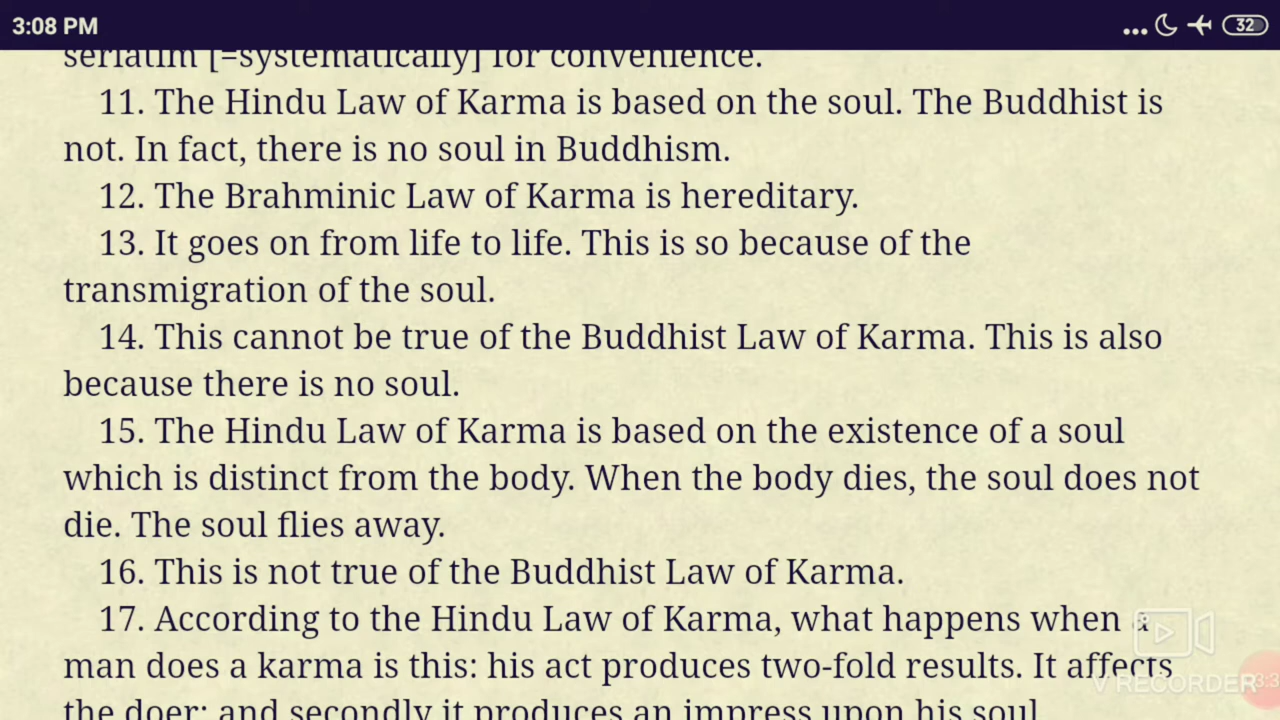 3:08 PM
32
seriatim [=systematically] for convenience.
11. The Hindu Law of Karma is based on the soul. The Buddhist is
not. In fact, there is no soul in Buddhism.
12. The Brahminic Law of Karma is hereditary.
13. It goes on from life to life. This is so because of the
transmigration of the soul.
14. This cannot be true of the Buddhist Law of Karma. This is also
because there is no soul.
15. The Hindu Law of Karma is based on the existence of a soul
which is distinct from the body. When the body dies, the soul does not
die. The soul flies away.
16. This is not true of the Buddhist Law of Karma.
17. According to the Hindu Law of Karma, what happens when a
man does a karma is this: his act produces two-fold results. It affects
the doer; and secondly it produces an impress upon his soul.
V RECORDER